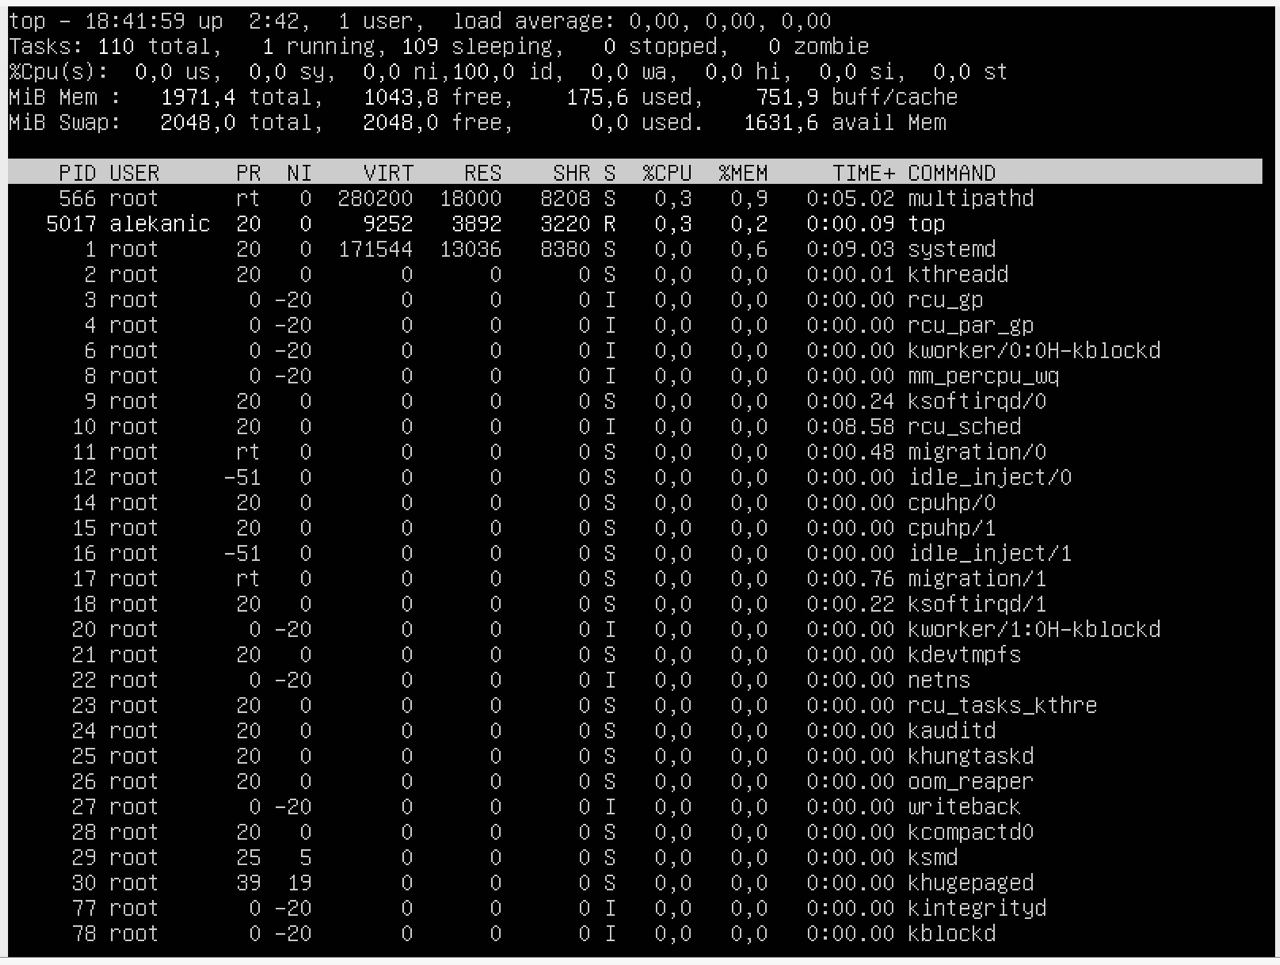 top - 18:41:59 up  2:42,  1 user,  load average: 0,00, 0,00, 0,00
Tasks: 110 total,   1 running, 109 sleeping,   0 stopped,   0 zombie
%Cpu(s):  0,0 us,  0,0 sy,  0,0 ni,100,0 id,  0,0 wa,  0,0 hi,  0,0 si,  0,0 st
MiB Mem :   1971,4 total,   1043,8 free,    175,6 used,    751,9 buff/cache
MiB Swap:   2048,0 total,   2048,0 free,      0,0 used.   1631,6 avail Mem
    PID USER      PR  NI    VIRT    RES    SHR S  %CPU  %MEM     TIME+ COMMAND
    566 root      rt   0  280200  18000   8208 S   0,3   0,9   0:05.02 multipathd
   5017 alekanic  20   0    9252   3892   3220 R   0,3   0,2   0:00.09 top
      1 root      20   0  171544  13036   8380 S   0,0   0,6   0:09.03 systemd
      2 root      20   0       0      0      0 S   0,0   0,0   0:00.01 kthreadd
      3 root       0 -20       0      0      0 I   0,0   0,0   0:00.00 rcu_gp
      4 root       0 -20       0      0      0 I   0,0   0,0   0:00.00 rcu_par_gp
      6 root       0 -20       0      0      0 I   0,0   0,0   0:00.00 kworker/0:0H-kblockd
      8 root       0 -20       0      0      0 I   0,0   0,0   0:00.00 mm_percpu_wq
      9 root      20   0       0      0      0 S   0,0   0,0   0:00.24 ksoftirqd/0
     10 root      20   0       0      0      0 I   0,0   0,0   0:08.58 rcu_sched
     11 root      rt   0       0      0      0 S   0,0   0,0   0:00.48 migration/0
     12 root     -51   0       0      0      0 S   0,0   0,0   0:00.00 idle_inject/0
     14 root      20   0       0      0      0 S   0,0   0,0   0:00.00 cpuhp/0
     15 root      20   0       0      0      0 S   0,0   0,0   0:00.00 cpuhp/1
     16 root     -51   0       0      0      0 S   0,0   0,0   0:00.00 idle_inject/1
     17 root      rt   0       0      0      0 S   0,0   0,0   0:00.76 migration/1
     18 root      20   0       0      0      0 S   0,0   0,0   0:00.22 ksoftirqd/1
     20 root       0 -20       0      0      0 I   0,0   0,0   0:00.00 kworker/1:0H-kblockd
     21 root      20   0       0      0      0 S   0,0   0,0   0:00.00 kdevtmpfs
     22 root       0 -20       0      0      0 I   0,0   0,0   0:00.00 netns
     23 root      20   0       0      0      0 S   0,0   0,0   0:00.00 rcu_tasks_kthre
     24 root      20   0       0      0      0 S   0,0   0,0   0:00.00 kauditd
     25 root      20   0       0      0      0 S   0,0   0,0   0:00.00 khungtaskd
     26 root      20   0       0      0      0 S   0,0   0,0   0:00.00 oom_reaper
     27 root       0 -20       0      0      0 I   0,0   0,0   0:00.00 writeback
     28 root      20   0       0      0      0 S   0,0   0,0   0:00.00 kcompactd0
     29 root      25   5       0      0      0 S   0,0   0,0   0:00.00 ksmd
     30 root      39  19       0      0      0 S   0,0   0,0   0:00.00 khugepaged
     77 root       0 -20       0      0      0 I   0,0   0,0   0:00.00 kintegrityd
     78 root       0 -20       0      0      0 I   0,0   0,0   0:00.00 kblockd